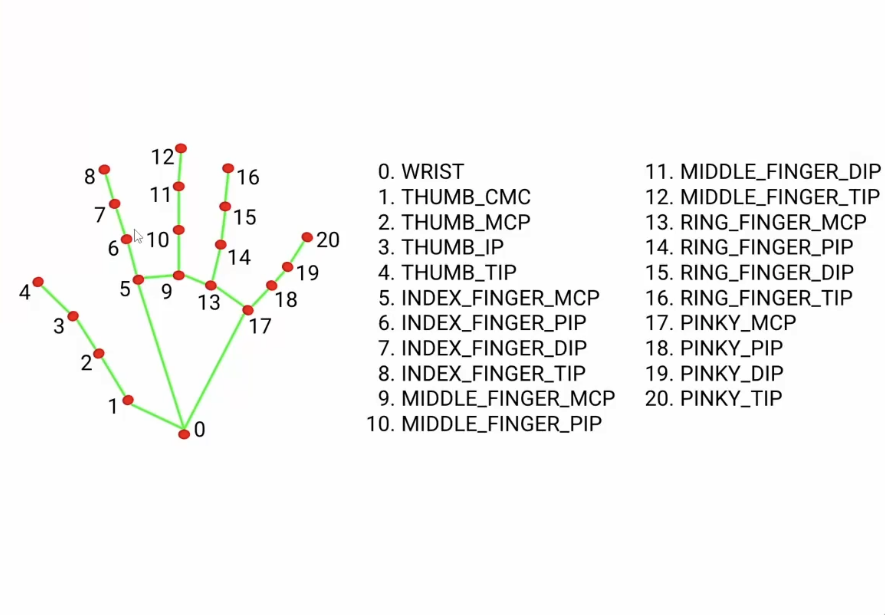 12
8
16
11
7
15
10
6
14
20
19
5
9
13
18
4
3
17
2
1
0
0. WRIST
1. THUMB_CMC
2. THUMB_MCP
3. THUMB_IP
4. THUMB_TIP
5. INDEX_FINGER_MCP
6. INDEX_FINGER_PIP
7. INDEX_FINGER_DIP
8. INDEX_FINGER_TIP
9. MIDDLE_FINGER_MCP
10. MIDDLE_FINGER_PIP
11. MIDDLE_FINGER_DIP
12. MIDDLE_FINGER_TIP
13. RING_FINGER_MCP
14. RING_FINGER_PIP
15. RING_FINGER_DIP
16. RING_FINGER_TIP
17. PINKY_MCP
18. PINKY_PIP
19. PINKY_DIP
20. PINKY_TIP